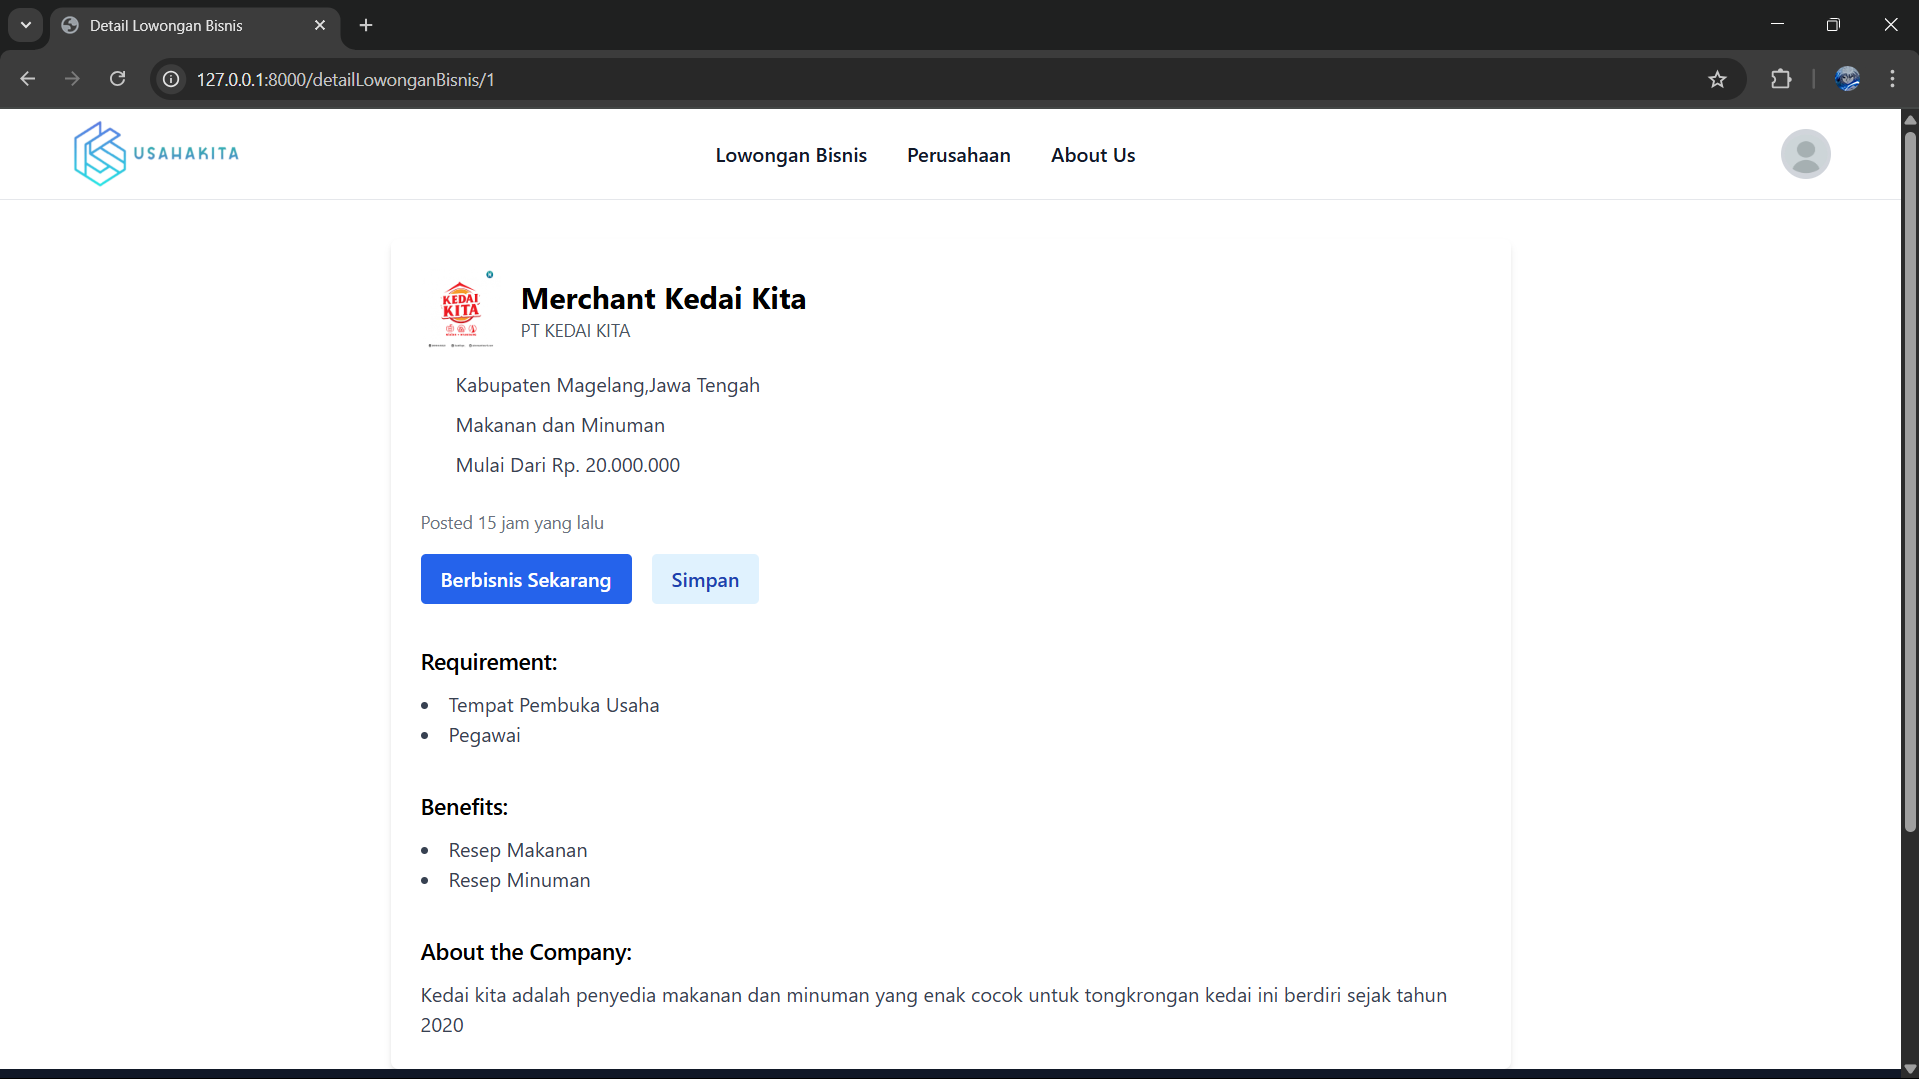 Detail Lowongan Bisnis
127.0.0.1:8000/detailLowonganBisnis/1
USAHAKITA
Lowongan Bisnis
Perusahaan
About Us
KEDAI
KITA
Merchant Kedai Kita
PT KEDAI KITA
Kabupaten Magelang,Jawa Tengah
Makanan dan Minuman
Mulai Dari Rp. 20.000.000
Posted 15 jam yang lalu
Berbisnis Sekarang
Simpan
Requirement:
• Tempat Pembuka Usaha
• Pegawai
Benefits:
• Resep Makanan
• Resep Minuman
About the Company:
Kedai kita adalah penyedia makanan dan minuman yang enak cocok untuk tongkrongan kedai ini berdiri sejak tahun
2020